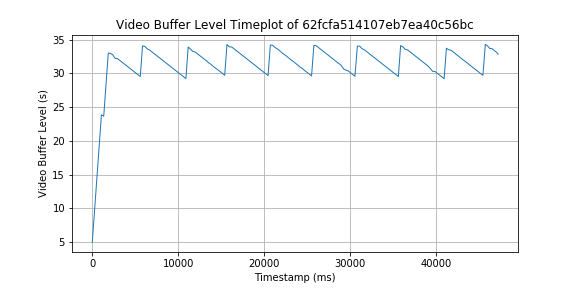 Video Buffer Level Timeplot of 62fcfa514107eb7ea40c56bc
35
30
25
20
15
10
5
Video Buffer Level (s)
0 10000 20000 30000 40000
Timestamp (ms)